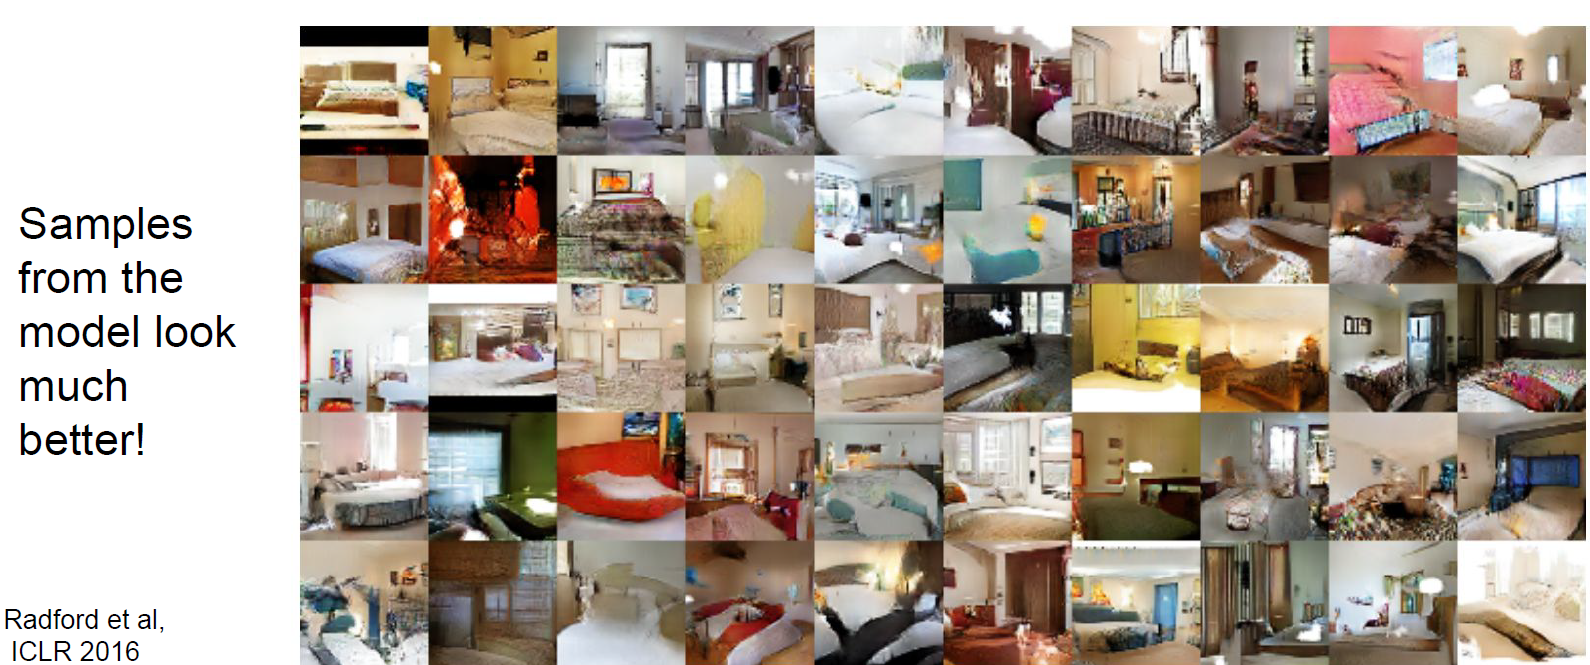 Samples
from the
model look
much
better!
Radford et al,
ICLR 2016